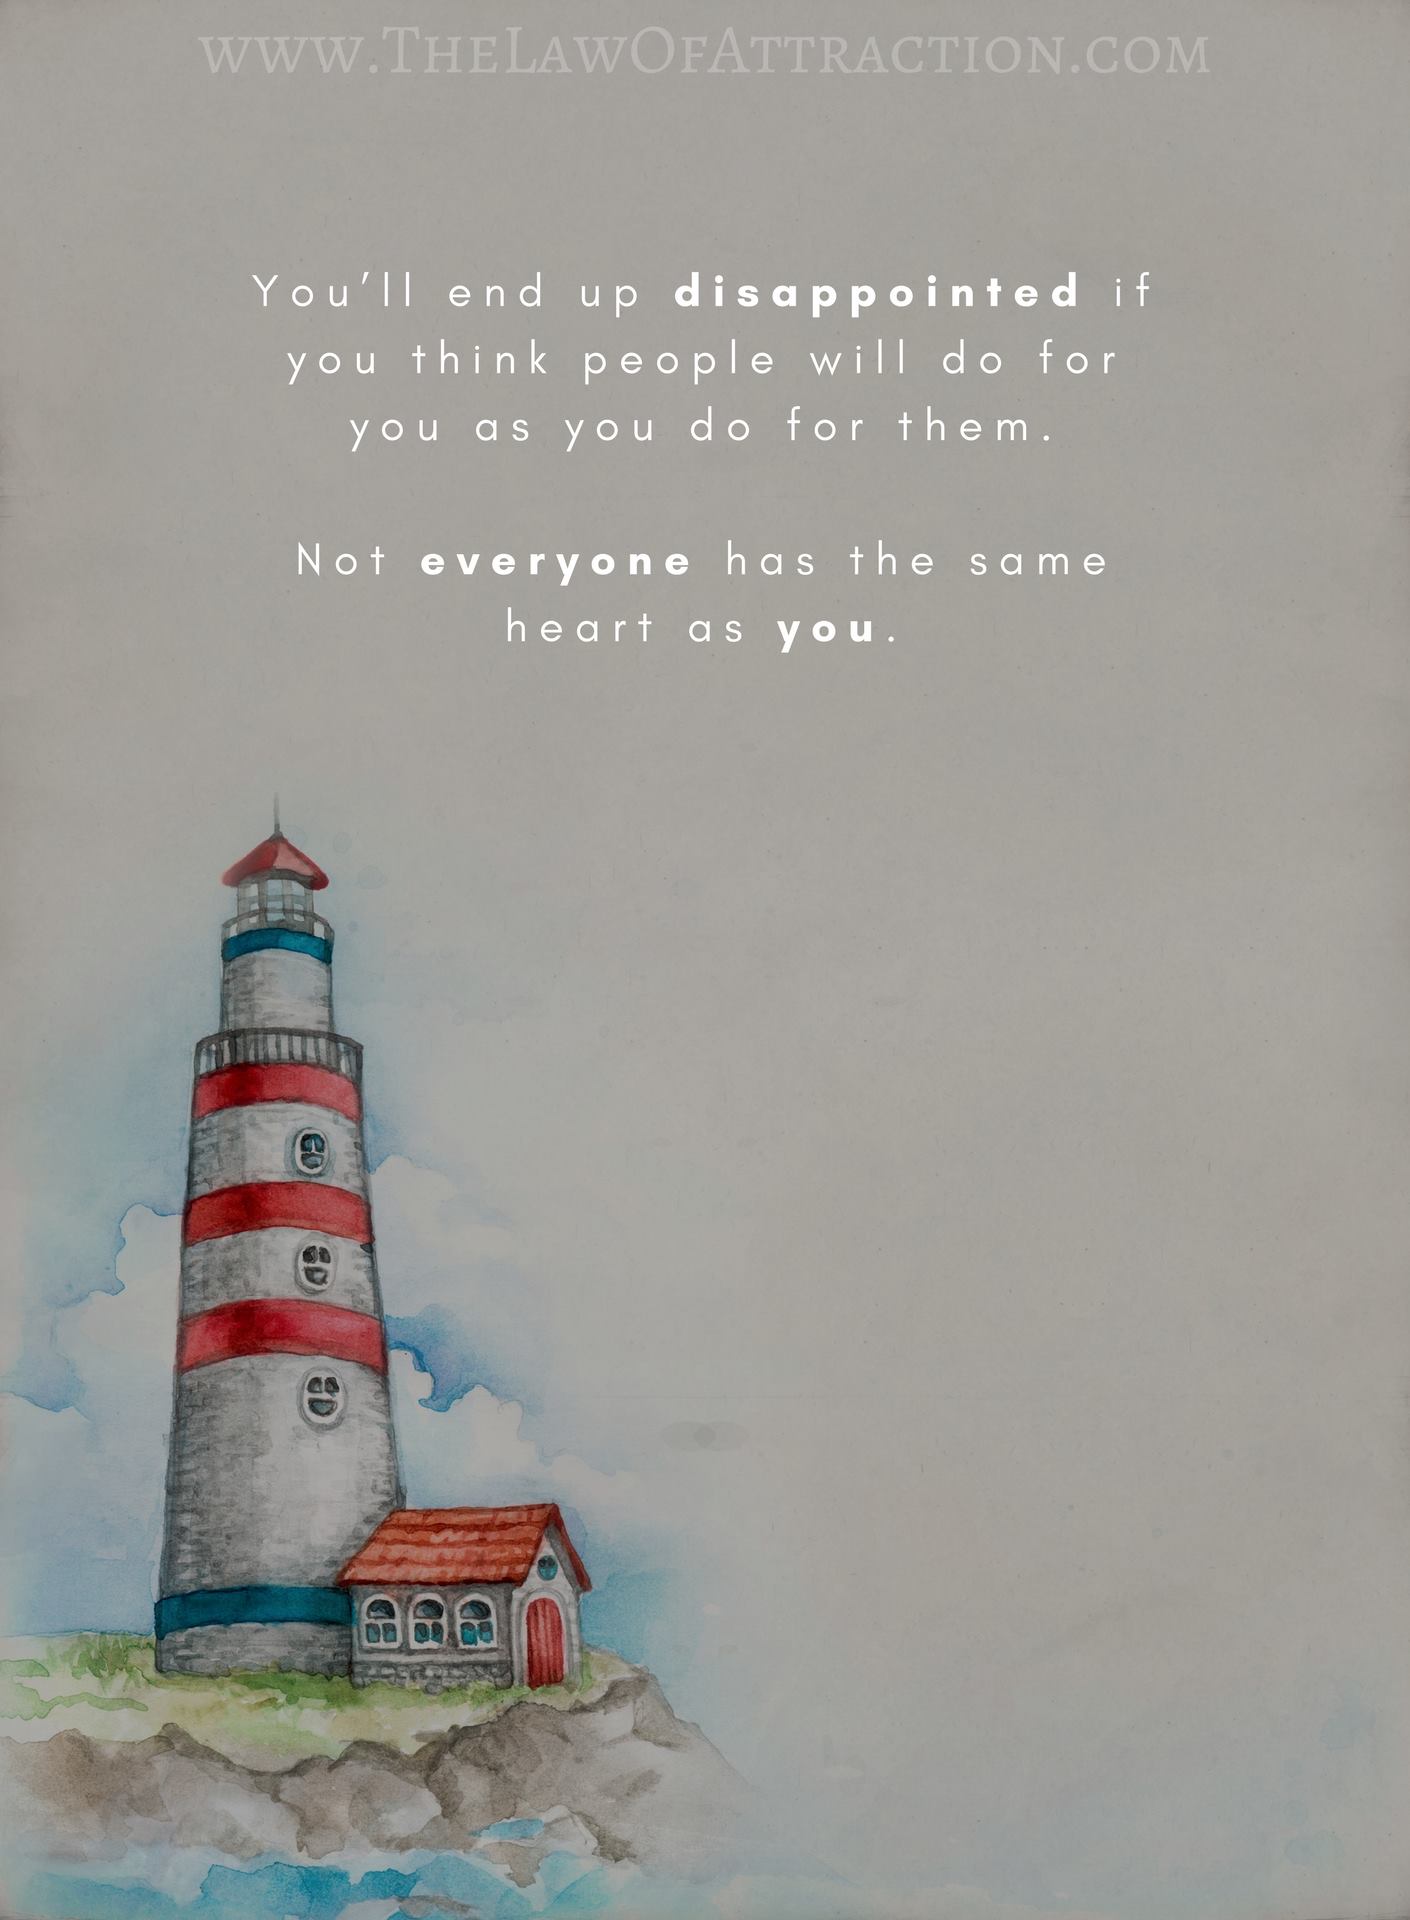 www.TheLawOfAttraction.com
You’ll end up disappointed if
you think people will do for
you as you do for them.
Not everyone has the same
heart as you.